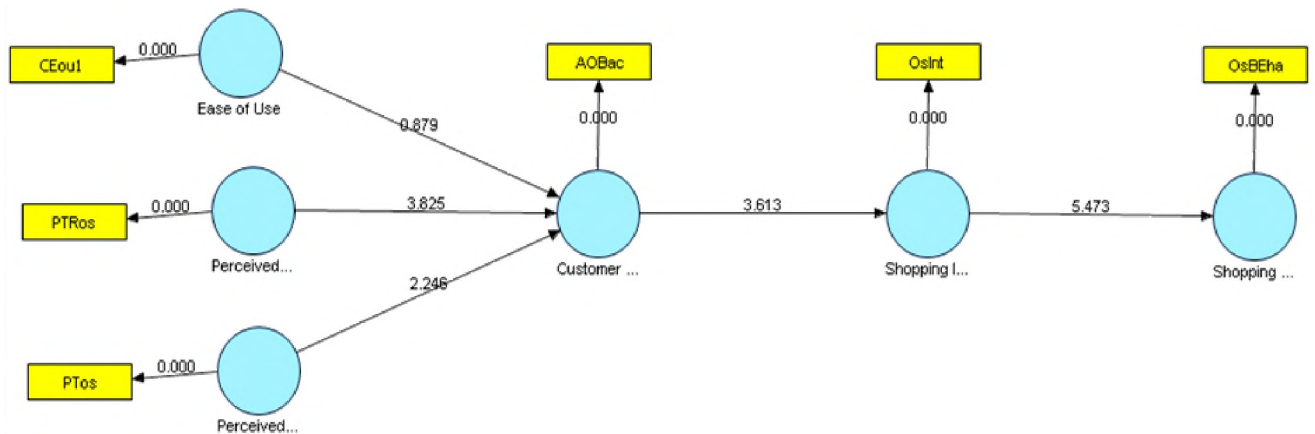 CEou1
0.000
Ease of Use
0.879
PTRos
0.000
Perceived...
3.825
PTos
0.000
Perceived...
2.246
AOBac
0.000
Customer ...
3.613
OsInt
0.000
Shopping I...
5.473
OsBEha
0.000
Shopping ...